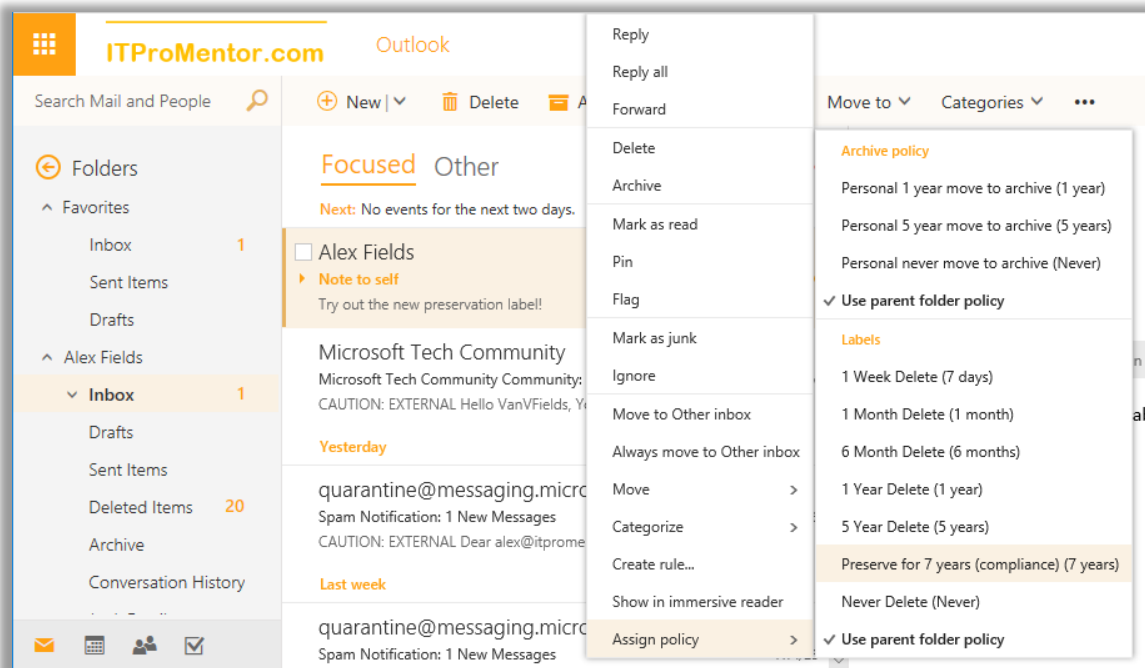 ITProMentor.com
Outlook
Search Mail and People
New
Delete
Move to
Categories
Folders
Favorites
Inbox 1
Sent Items
Drafts
Alex Fields
Inbox 1
Drafts
Sent Items
Deleted Items 20
Archive
Conversation History
Focused Other
Next: No events for the next two days.
Alex Fields
Note to self
Try out the new preservation label!
Microsoft Tech Community
Microsoft Tech Community Community:
CAUTION: EXTERNAL Hello VanVFields,
Yesterday
quarantine@messaging.micro
Spam Notification: 1 New Messages
CAUTION: EXTERNAL Dear alex@itprome
Last week
quarantine@messaging.micro
Spam Notification: 1 New Messages
Reply
Reply all
Forward
Delete
Archive
Mark as read
Pin
Flag
Mark as junk
Ignore
Move to Other inbox
Always move to Other inbox
Move
Categorize
Create rule...
Show in immersive reader
Assign policy
Archive policy
Personal 1 year move to archive (1 year)
Personal 5 year move to archive (5 years)
Personal never move to archive (Never)
Use parent folder policy
Labels
1 Week Delete (7 days)
1 Month Delete (1 month)
6 Month Delete (6 months)
1 Year Delete (1 year)
5 Year Delete (5 years)
Preserve for 7 years (compliance) (7 years)
Never Delete (Never)
Use parent folder policy